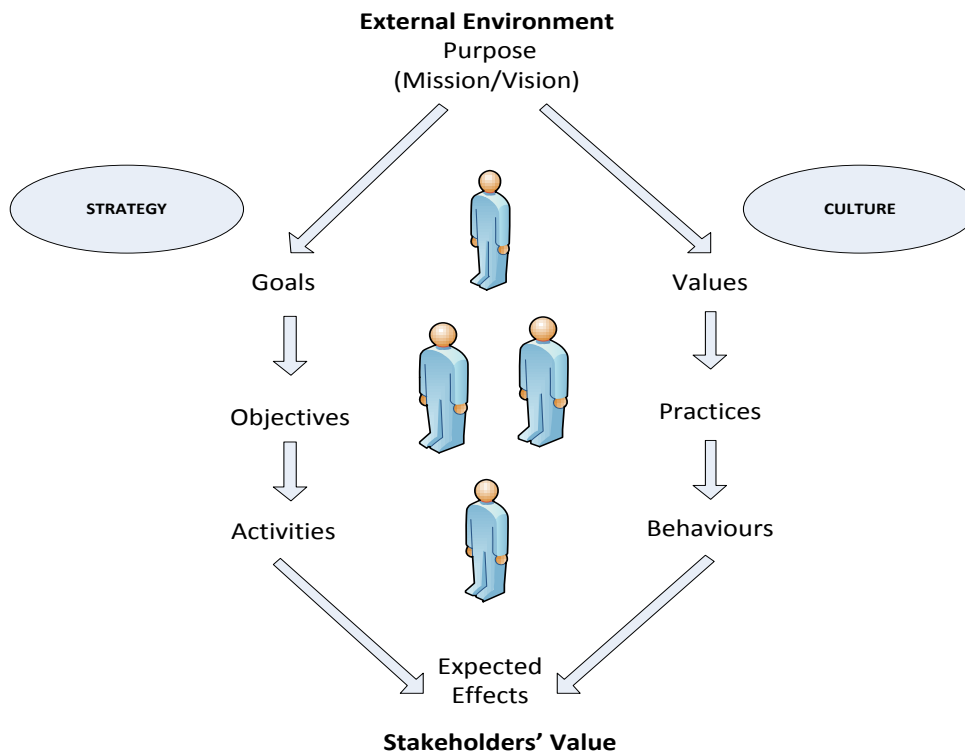 External Environment
Purpose
(Mission/Vision)
STRATEGY
CULTURE
Goals
Values
Objectives
Practices
Activities
Behaviours
Expected
Effects
Stakeholders’ Value